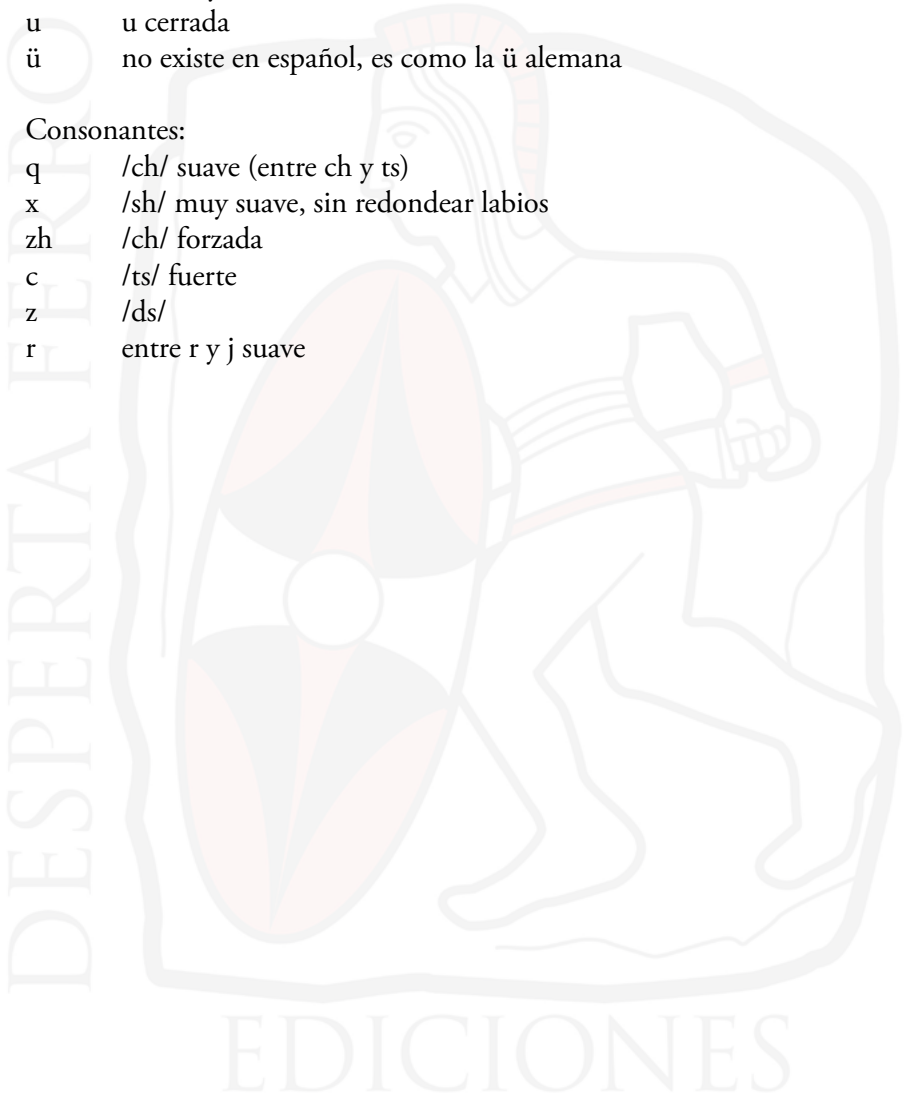 u u cerrada
ü no existe en español, es como la ü alemana
Consonantes:
q /ch/ suave (entre ch y ts)
x /sh/ muy suave, sin redondear labios
zh /ch/ forzada
c /ts/ fuerte
z /ds/
r entre r y j suave
DESPERTA FERRO
EDICIONES